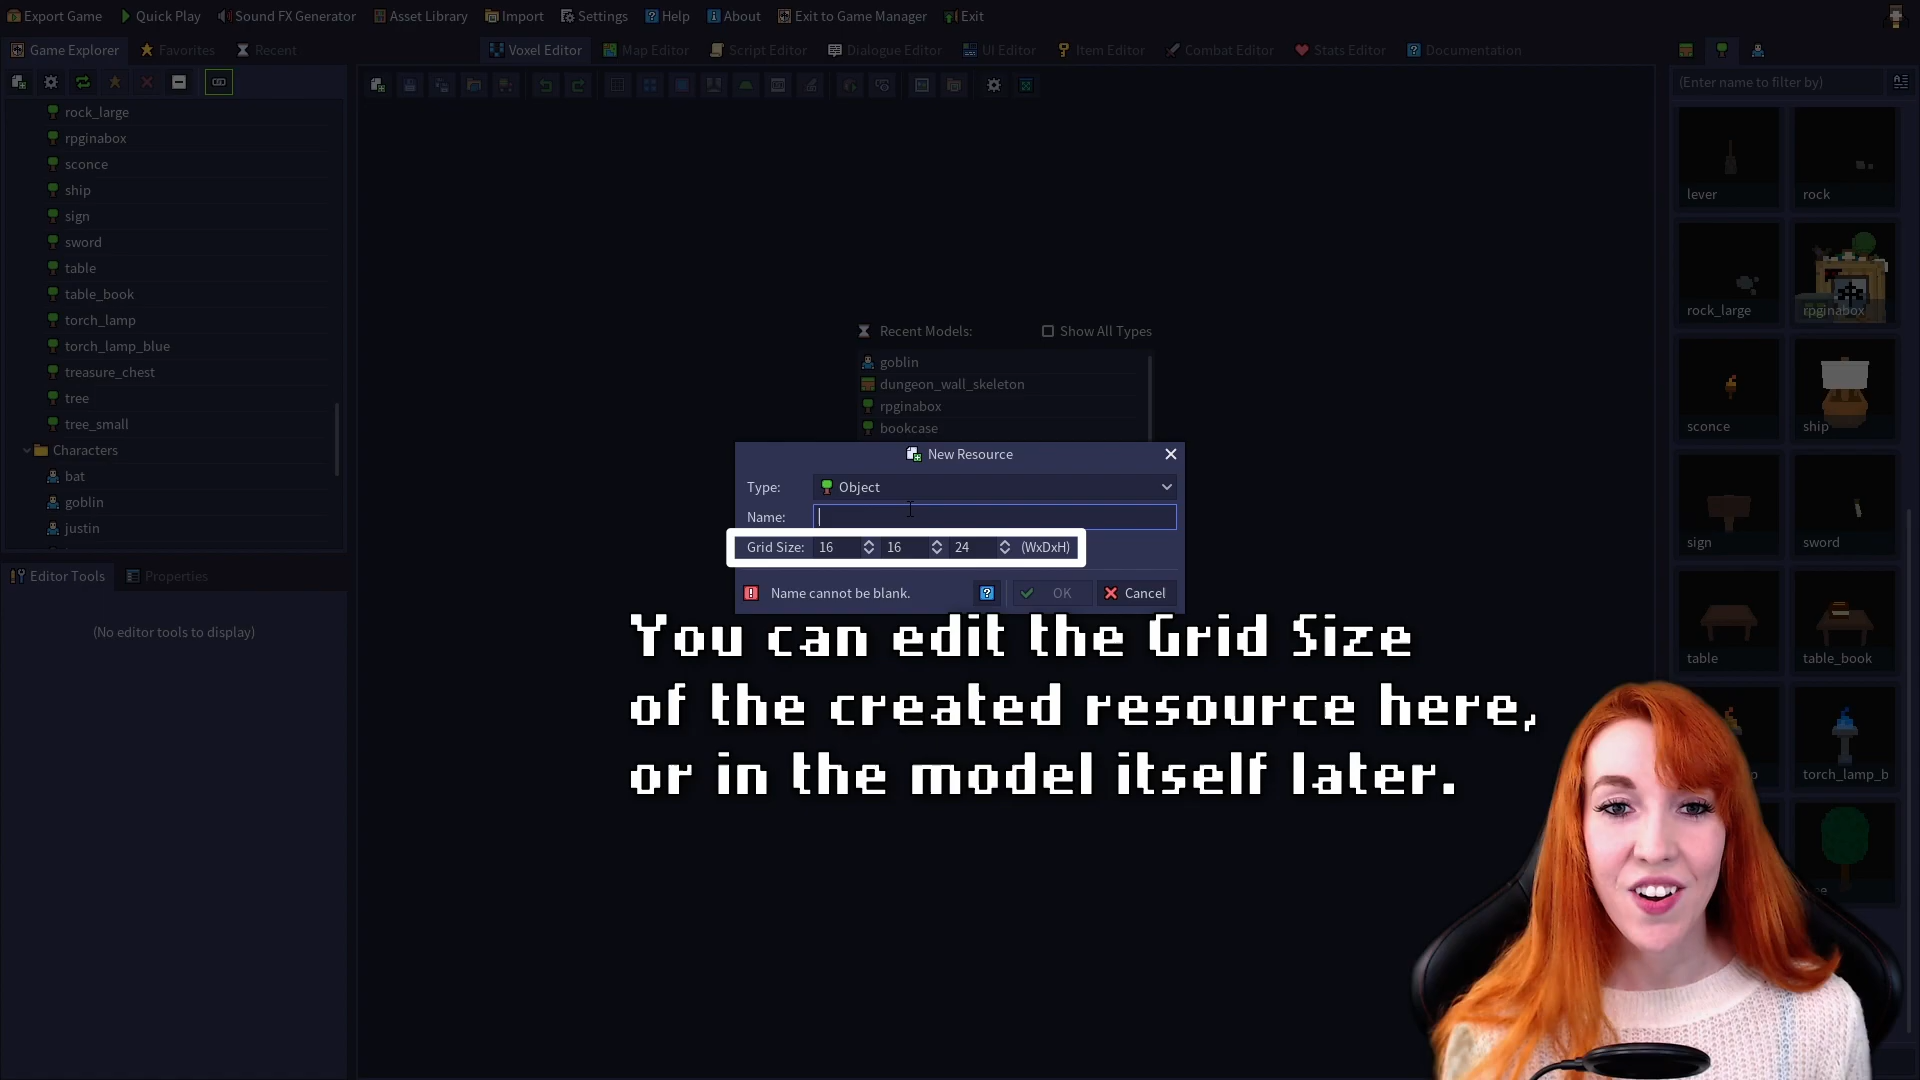 Export Game
Quick Play
Sound FX Generator
Asset Library
Import
Settings
Help
About
Exit to Game Manager
Exit
Game Explorer
Favorites
Recent
Voxel Editor
Map Editor
Script Editor
Dialogue Editor
UI Editor
Item Editor
Combat Editor
Stats Editor
Documentation
(Enter name to filter by)
rock_large
rpginabox
sconce
ship
sign
sword
table
table_book
torch_lamp
torch_lamp_blue
treasure_chest
tree
tree_small
Characters
bat
goblin
justin
Editor Tools
Properties
(No editor tools to display)
Recent Models:
Show All Types
goblin
dungeon_wall_skeleton
rpginabox
bookcase
New Resource
Type:
Object
Name:
Grid Size:
16
16
24
(WxDxH)
Name cannot be blank.
OK
Cancel
You can edit the Grid Size
of the created resource here,
or in the model itself later.
lever
rock
rock_large
rpginabox
sconce
ship
sign
sword
table
table_book
torch_lamp_b